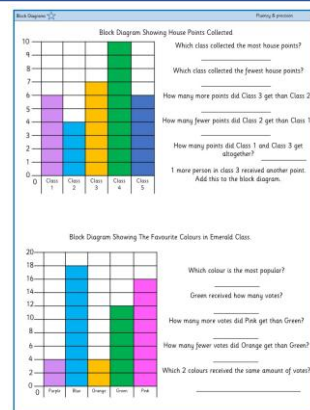 Block Diagrams
Fluency & precision
Block Diagram Showing House Points Collected
10
9
8
7
6
5
4
3
2
1
0
Class 1
Class 2
Class 3
Class 4
Class 5
Which class collected the most house points?
Which class collected the fewest house points?
How many more points did Class 3 get than Class 2
How many fewer points did Class 2 get than Class 1
How many points did Class 1 and Class 3 get
altogether?
1 more person in class 3 received another point.
Add this to the block diagram.
Block Diagram Showing The Favourite Colours in Emerald Class.
20
18
16
14
12
10
8
6
4
2
0
Purple
Blue
Orange
Green
Pink
Which colour is the most popular?
Green received how many votes?
How many more votes did Pink get than Green?
How many fewer votes did Orange get than Green?
Which 2 colours received the same amount of votes?